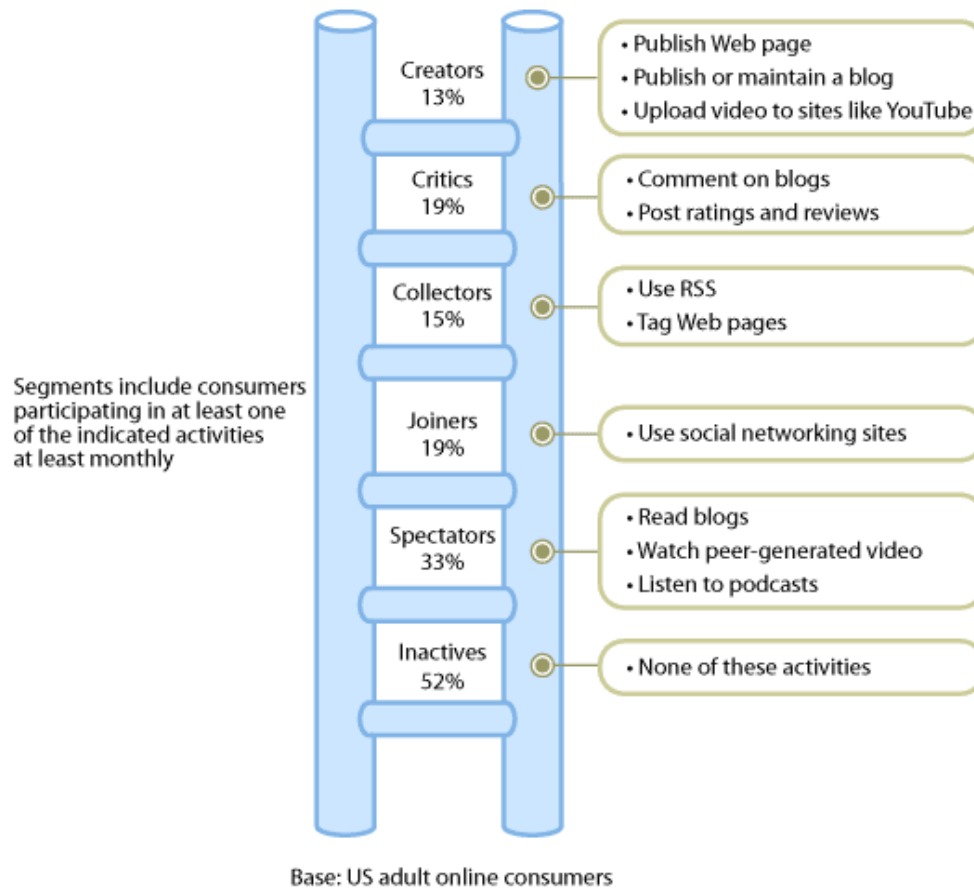 Creators
13%
• Publish Web page
• Publish or maintain a blog
• Upload video to sites like YouTube
Critics
19%
• Comment on blogs
• Post ratings and reviews
Collectors
15%
• Use RSS
• Tag Web pages
Segments include consumers
participating in at least one
of the indicated activities
at least monthly
Joiners
19%
• Use social networking sites
Spectators
33%
• Read blogs
• Watch peer-generated video
• Listen to podcasts
Inactives
52%
• None of these activities
Base: US adult online consumers